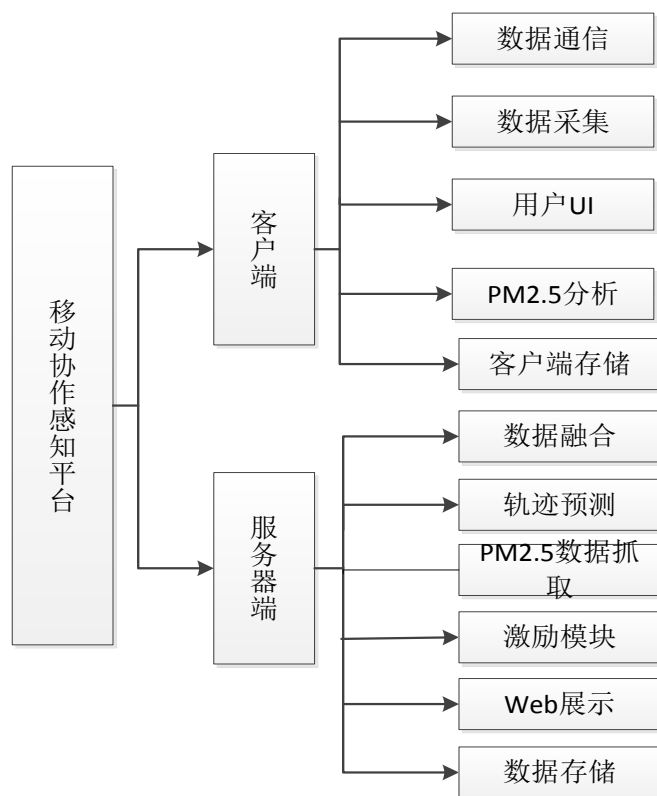 移动协作感知平台
客户端
数据通信
数据采集
用户UI
PM2.5分析
客户端存储
服务器端
数据融合
轨迹预测
PM2.5数据抓
取
激励模块
Web展示
数据存储